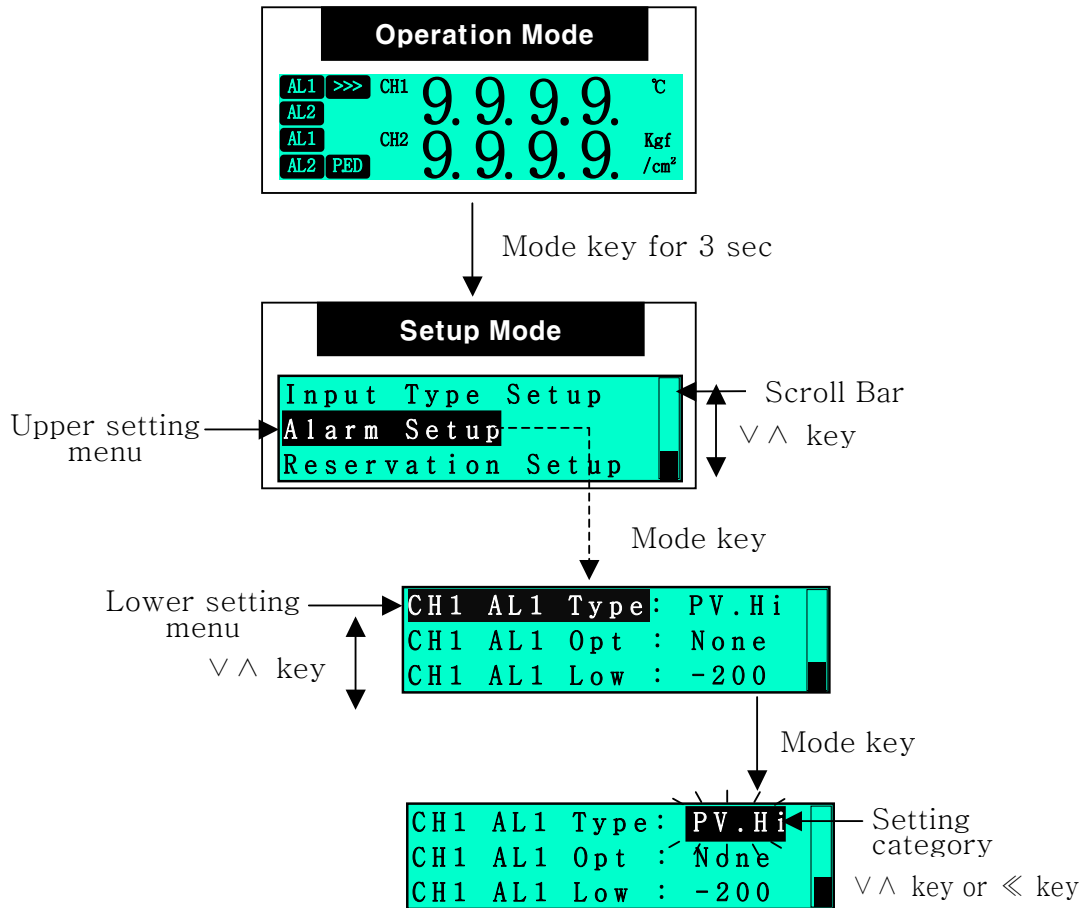 Operation Mode
AL1 >>> CH1 9.9.9.9. ℃
AL2
AL1 CH2 9.9.9.9. Kgf
AL2 PED /cm²
Mode key for 3 sec
Setup Mode
Input Type Setup
Scroll Bar
Upper setting
menu
Alarm Setup
∨∧ key
Reservation Setup
Mode key
Lower setting
menu
CH1 AL1 Type: PV.Hi
CH1 AL1 Opt : None
∨∧ key
CH1 AL1 Low : -200
Mode key
CH1 AL1 Type: PV.Hi
Setting
category
CH1 AL1 Opt : None
CH1 AL1 Low : -200
∨∧ key or ≪ key